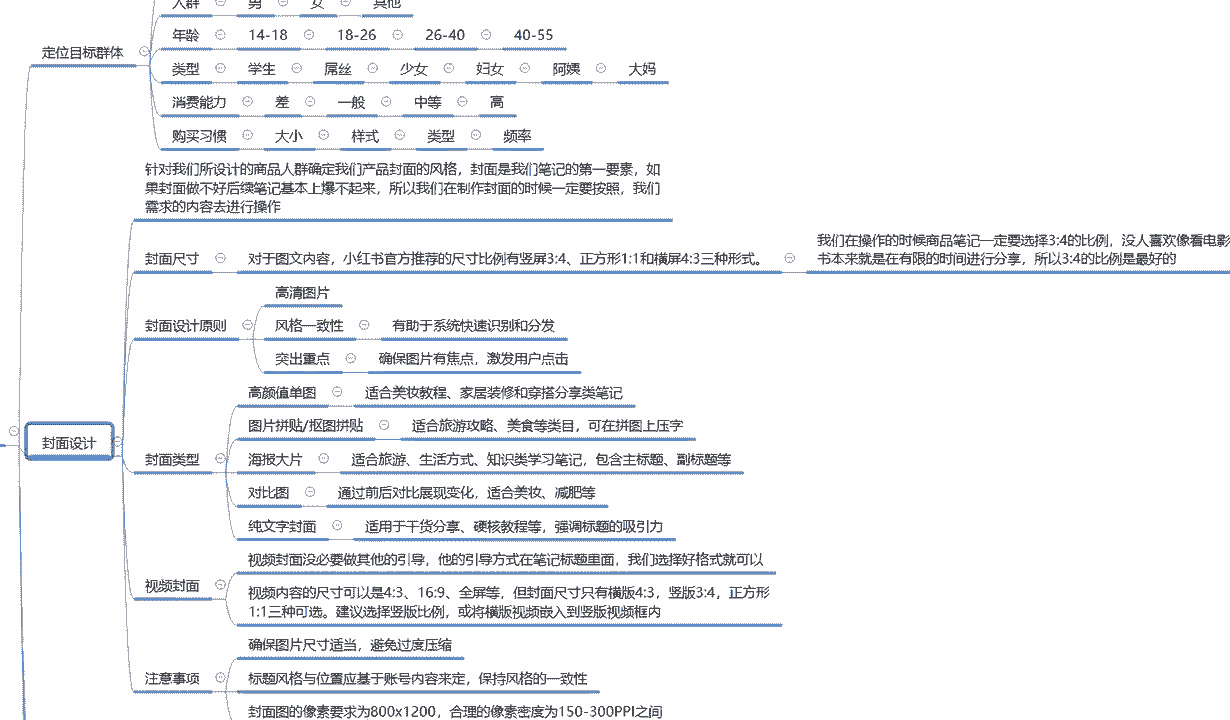 人群 男 女 其他
定位目标群体
年龄 14-18 18-26 26-40 40-55
类型 学生 屌丝 少女 妇女 阿姨 大妈
消费能力 差 一般 中等 高
购买习惯 大小 样式 类型 频率
封面设计
针对我们所设计的商品人群确定我们产品封面的风格，封面是我们笔记的第一要素，如
果封面做不好后续笔记基本上爆不起来，所以我们在制作封面的时候一定要按照，我们
需求的内容去进行操作
封面尺寸 对于图文内容，小红书官方推荐的尺寸比例有竖屏3:4、正方形1:1和横屏4:3三种形式。
我们在操作的时候商品笔记一定要选择3:4的比例，没人喜欢像看电影
书本来就是在有限的时间进行分享，所以3:4的比例是最好的
封面设计原则
高清图片
风格一致性 有助于系统快速识别和分发
突出重点 确保图片有焦点，激发用户点击
封面类型
高颜值单图 适合美妆教程、家居装修和穿搭分享类笔记
图片拼贴/抠图拼贴 适合旅游攻略、美食等类目，可在拼图上压字
海报大片 适合旅游、生活方式、知识类学习笔记，包含主标题、副标题等
对比图 通过前后对比展现变化，适合美妆、减肥等
纯文字封面 适用于干货分享、硬核教程等，强调标题的吸引力
视频封面
视频封面没必要做其他的引导，他的引导方式在笔记标题里面，我们选择好格式就可以
视频内容的尺寸可以是4:3、16:9、全屏等，但封面尺寸只有横版4:3，竖版3:4，正方形
1:1三种可选。建议选择竖版比例，或将横版视频嵌入到竖版视频框内
注意事项
确保图片尺寸适当，避免过度压缩
标题风格与位置应基于账号内容来定，保持风格的一致性
封面图的像素要求为800x1200，合理的像素密度为150-300PPI之间